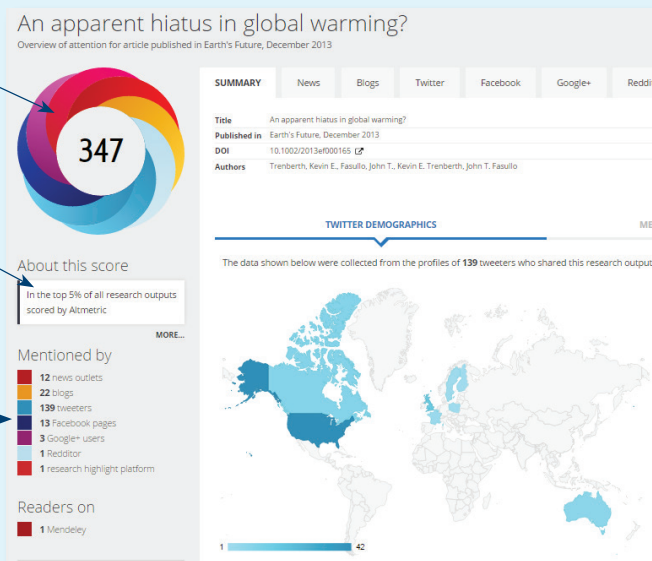 An apparent hiatus in global warming?
Overview of attention for article published in Earth's Future, December 2013
347
SUMMARY News Blogs Twitter Facebook Google+ Reddi
Title An apparent hiatus in global warming?
Published in Earth's Future, December 2013
DOI 10.1002/2013ef000165
Authors Trenberth, Kevin E., Fasullo, John T., Kevin E. Trenberth, John T. Fasullo
TWITTER DEMOGRAPHICS ME
The data shown below were collected from the profiles of 139 tweeters who shared this research output
About this score
In the top 5% of all research outputs
scored by Altmetric
MORE...
Mentioned by
12 news outlets
22 blogs
139 tweeters
13 Facebook pages
3 Google+ users
1 Redditor
1 research highlight platform
Readers on
1 Mendeley
1 42